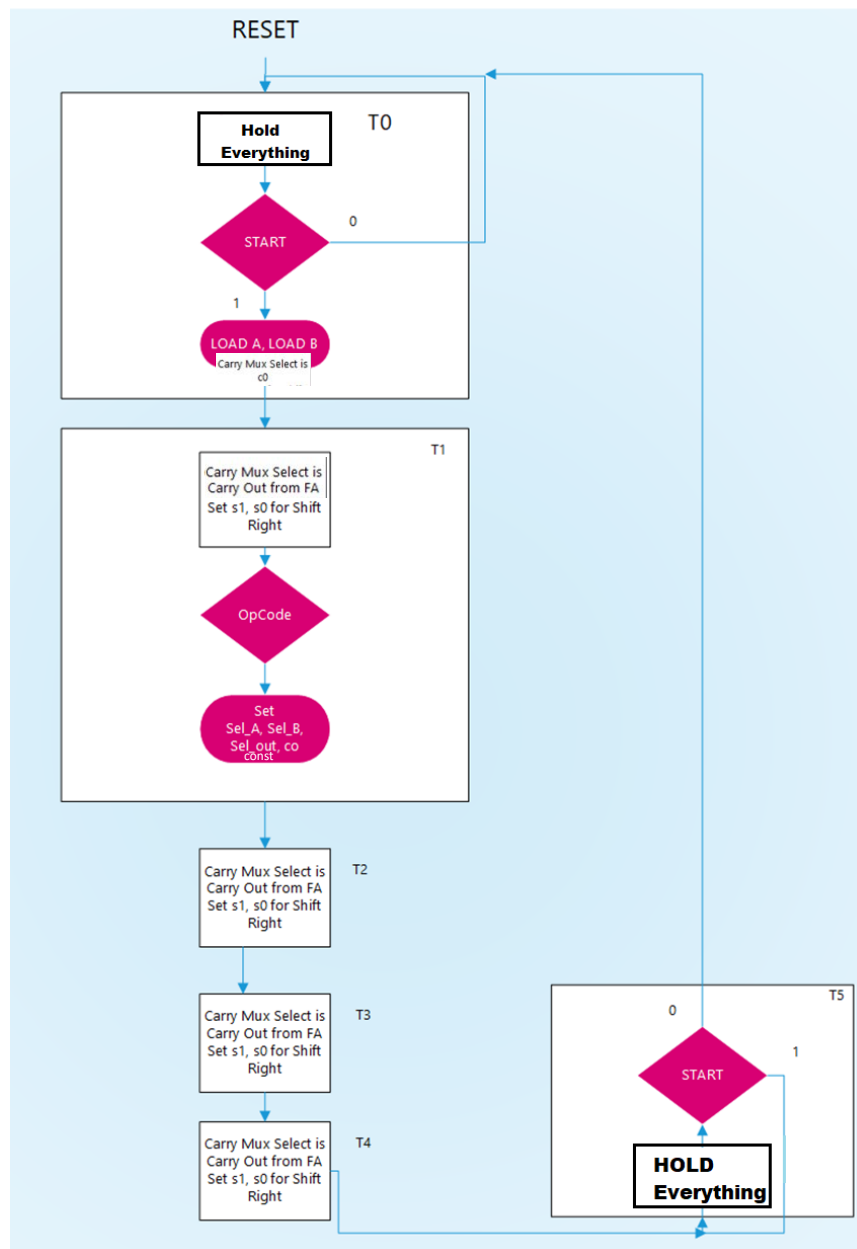 RESET
T0
Hold
Everything
0
START
1
LOAD A, LOAD B
Carry Mux Select is
c0
T1
Carry Mux Select is
Carry Out from FA
Set s1, s0 for Shift
Right
OpCode
Set
Sel_A, Sel_B,
Sel_out, co
const
T2
Carry Mux Select is
Carry Out from FA
Set s1, s0 for Shift
Right
T3
Carry Mux Select is
Carry Out from FA
Set s1, s0 for Shift
Right
T4
Carry Mux Select is
Carry Out from FA
Set s1, s0 for Shift
Right
T5
0
1
START
HOLD
Everything